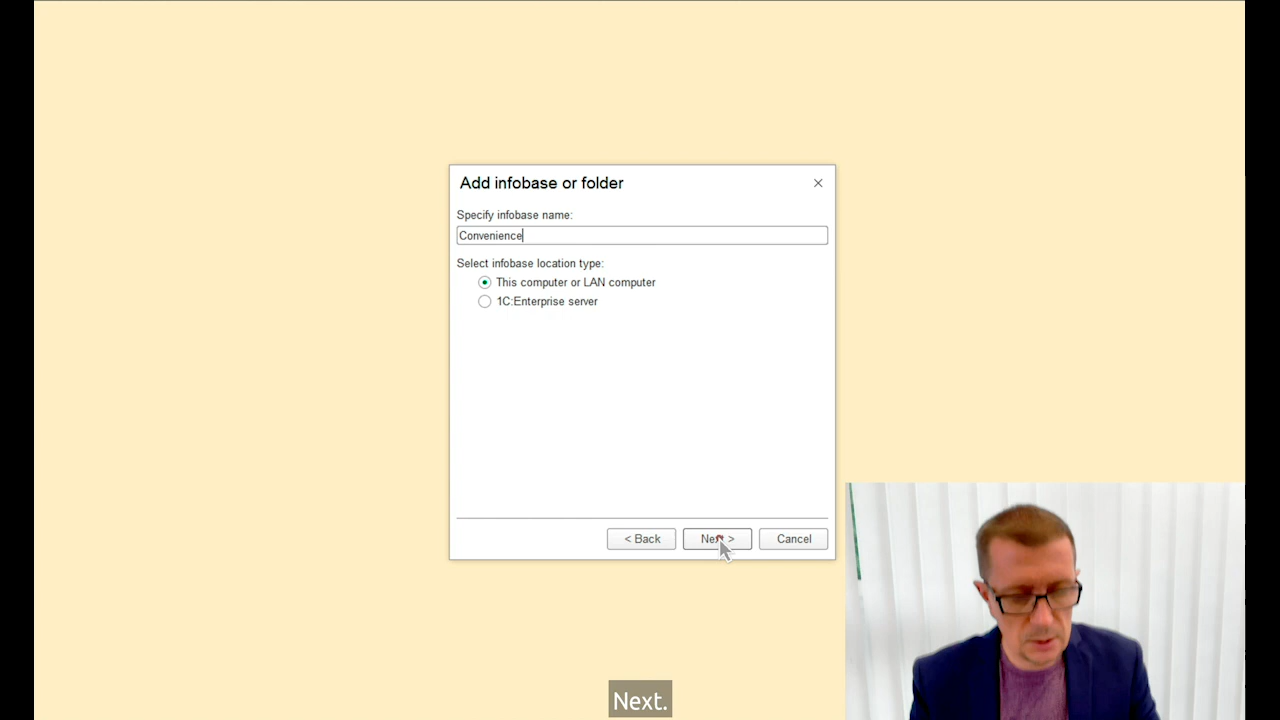 Add infobase or folder
Specify infobase name:
Convenience
Select infobase location type:
This computer or LAN computer
1C:Enterprise server
< Back
Next >
Cancel
Next.